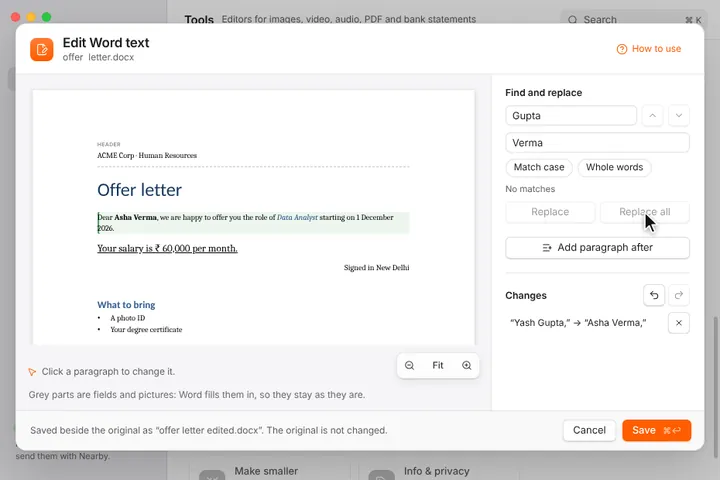 Tools Editors for images, video, audio, PDF and bank statements
Search ⌘ K
Edit Word text
offer letter.docx
How to use
HEADER
ACME Corp · Human Resources
Offer letter
Dear Asha Verma, we are happy to offer you the role of Data Analyst starting on 1 December
2026.
Your salary is ₹ 60,000 per month.
Signed in New Delhi
What to bring
• A photo ID
• Your degree certificate
Click a paragraph to change it.
Fit
Grey parts are fields and pictures: Word fills them in, so they stay as they are.
Find and replace
Gupta
Verma
Match case
Whole words
No matches
Replace
Replace all
Add paragraph after
Changes
“Yash Gupta,” → “Asha Verma,”
Saved beside the original as “offer letter edited.docx”. The original is not changed.
Cancel
Save ⌘↩
send them with Nearby.
Make smaller
Info & privacy